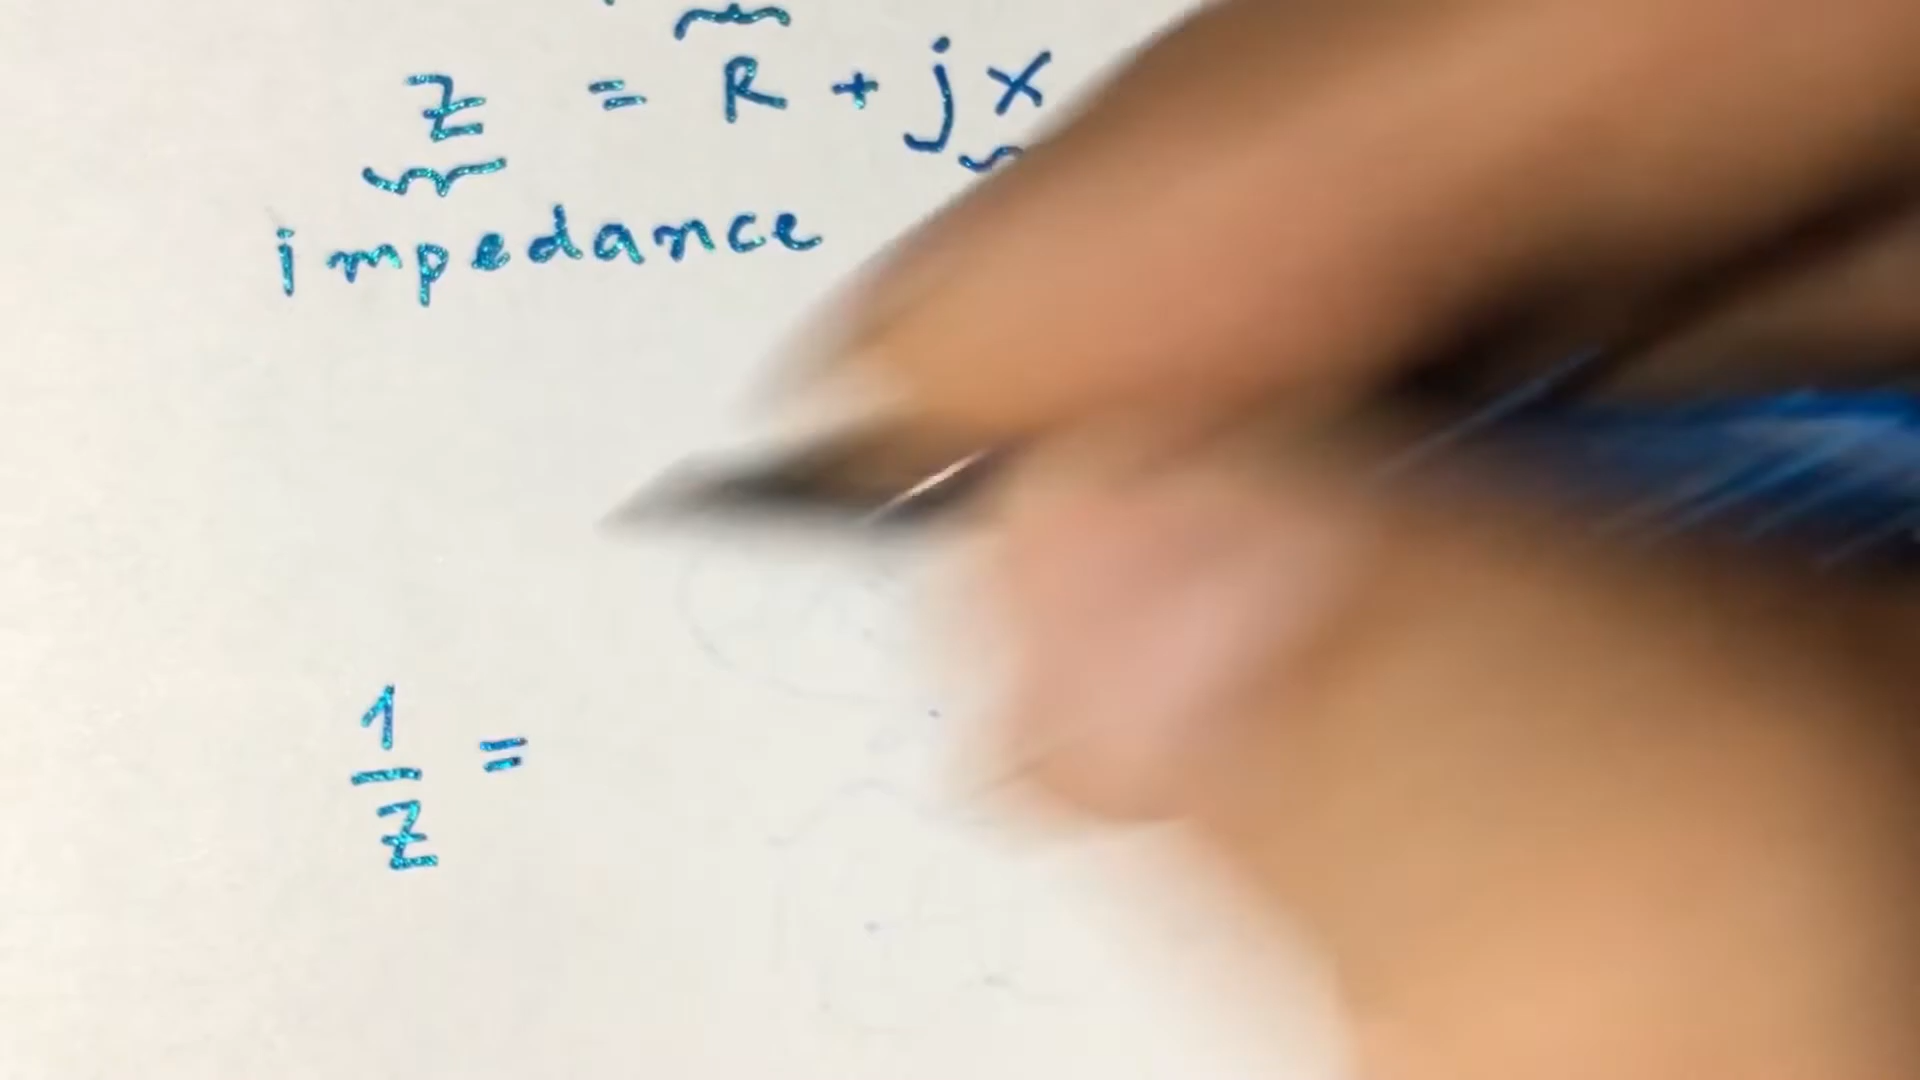 z = R + jx
impedance
1/z =